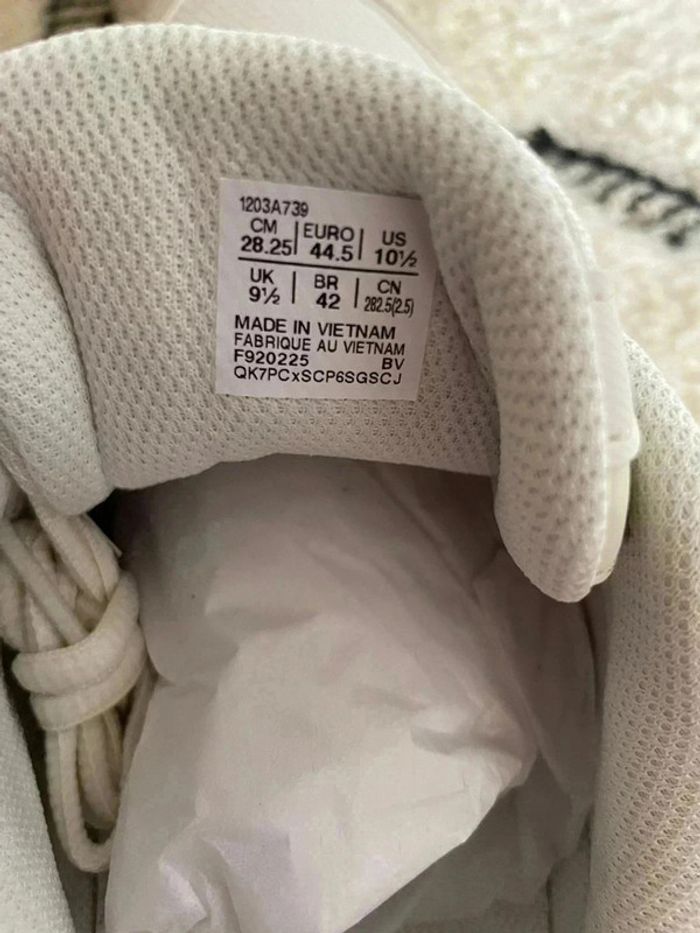 1203A739
CM | EURO | US
28.25 | 44.5 | 10½
UK | BR | CN
9½ | 42 | 282.5(2.5)
MADE IN VIETNAM
FABRIQUE AU VIETNAM
F920225 BV
QK7PCxSCP6SGSCJ